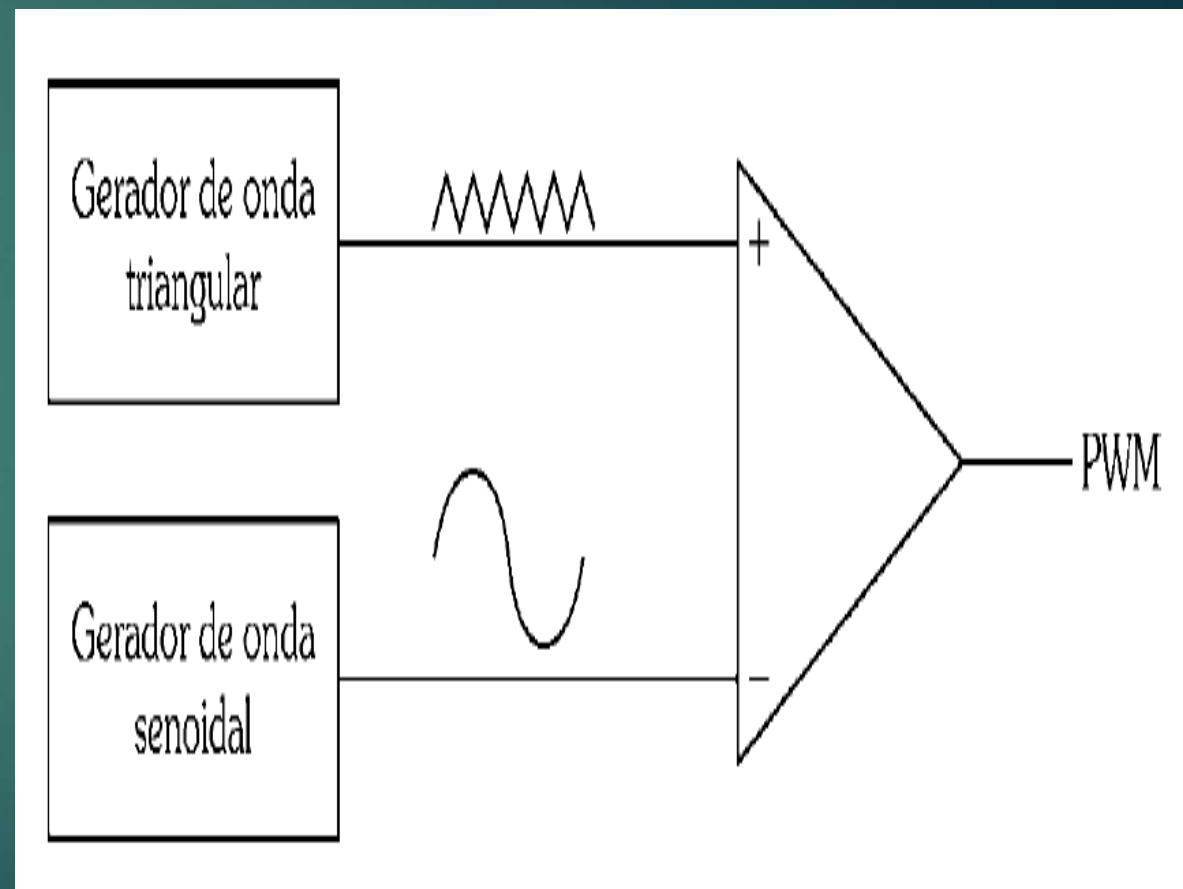 Gerador de onda
triangular
+
PWM
Gerador de onda
senoidal
−